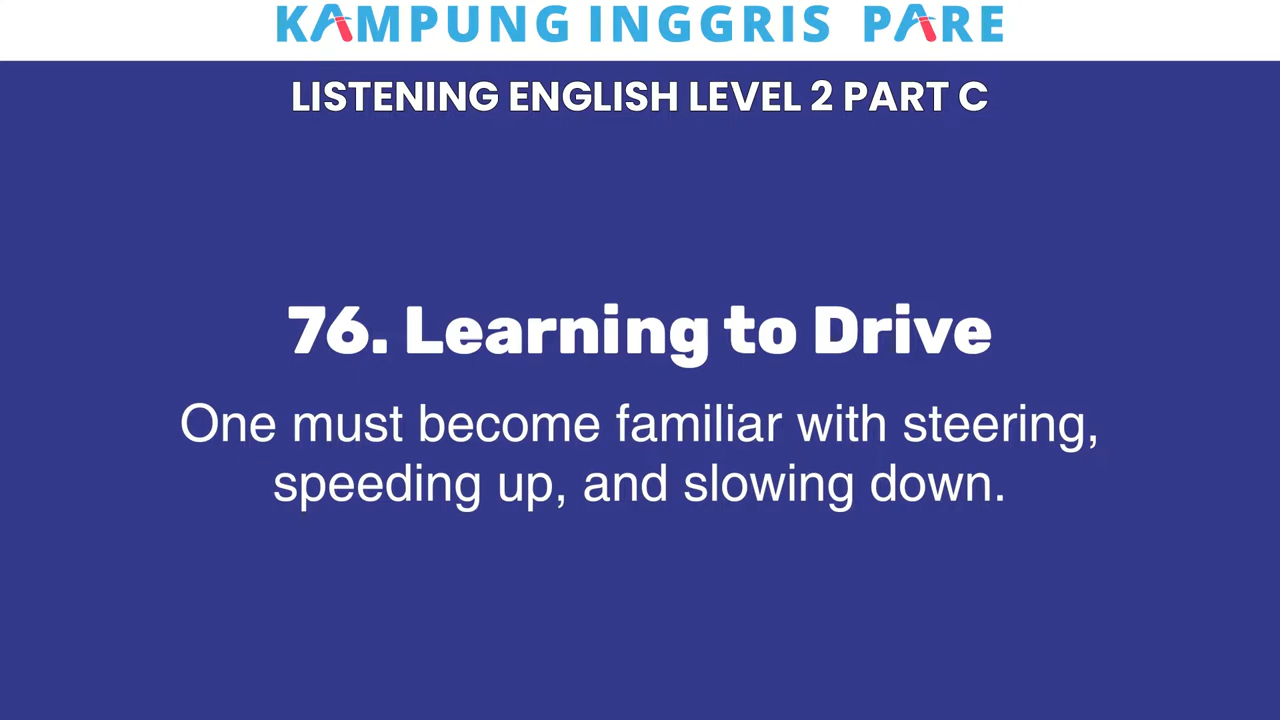 KAMPUNG INGGRIS PARE
LISTENING ENGLISH LEVEL 2 PART C
76. Learning to Drive
One must become familiar with steering,
speeding up, and slowing down.